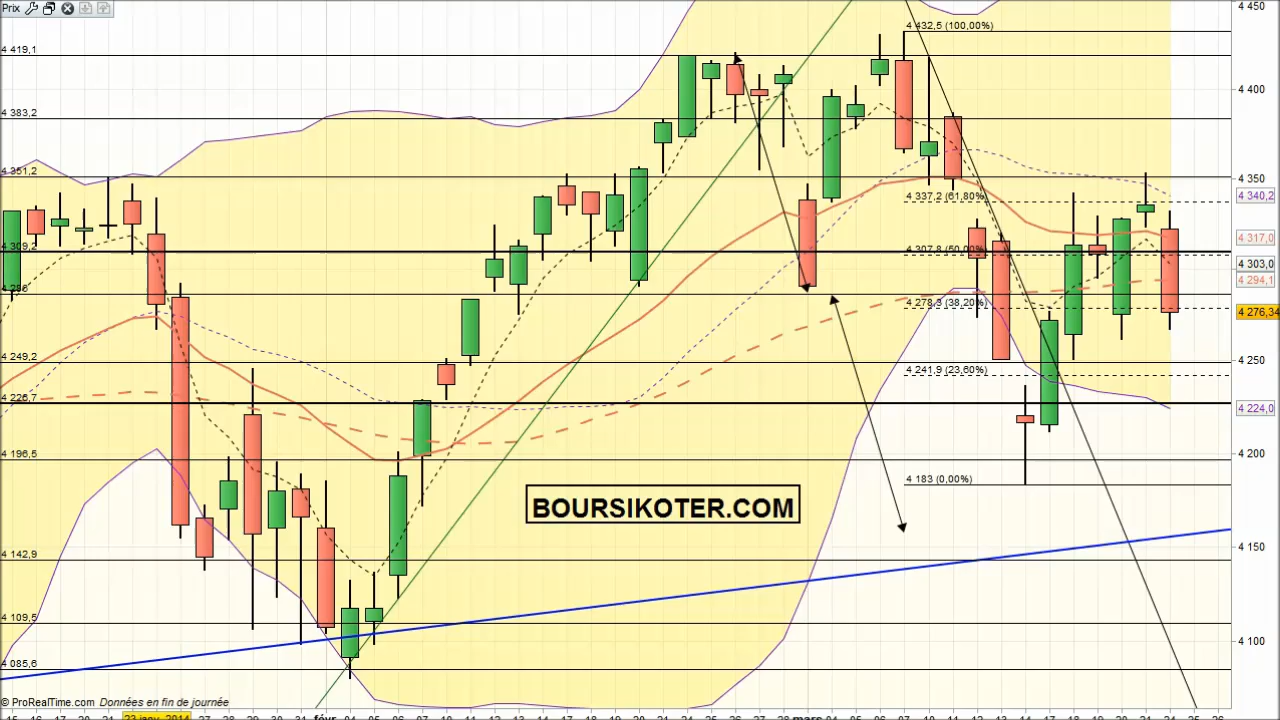 Prix
4 450
4 432,5 (100,00%)
4 419,1
4 400
4 383,2
4 351,2
4 350
4 337,2 (61,80%)
4 340,2
4 317,0
4 309,2
4 307,8 (50,00%)
4 303,0
4 294,1
4 286
4 278,3 (38,20%)
4 276,34
4 249,2
4 250
4 241,9 (23,60%)
4 226,7
4 224,0
4 196,5
4 200
4 183 (0,00%)
BOURSIKOTER.COM
4 150
4 142,9
4 109,5
4 100
4 085,6
© ProRealTime.com Données en fin de journée
23 janv. 2014